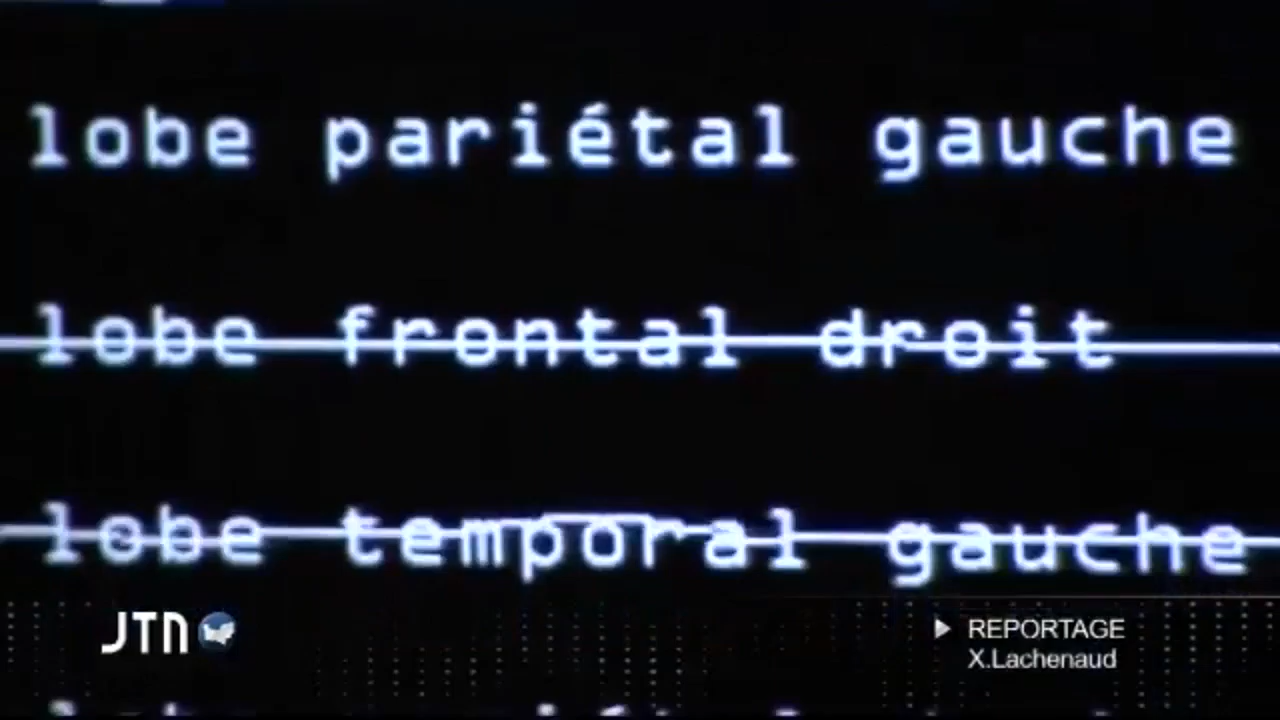 lobe pariétal gauche
lobe frontal droit
lobe temporal gauche
JTN
REPORTAGE
X.Lachenaud